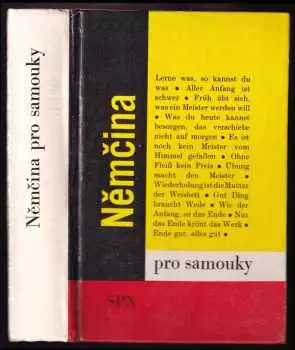 Němčina pro samouky
Němčina
Lerne was, so kannst du
was • Aller Anfang ist
schwer • Früh übt sich,
was ein Meister werden will
• Was du heute kannst
besorgen, das verschiebe
nicht auf morgen • Es ist
noch kein Meister vom
Himmel gefallen • Ohne
Fleiß kein Preis • Übung
macht den Meister •
Wiederholung ist die Mutter
der Weisheit • Gut Ding
braucht Weile • Wie der
Anfang, so das Ende • Nur
das Ende krönt das Werk •
Ende gut, alles gut •
pro samouky
SPN